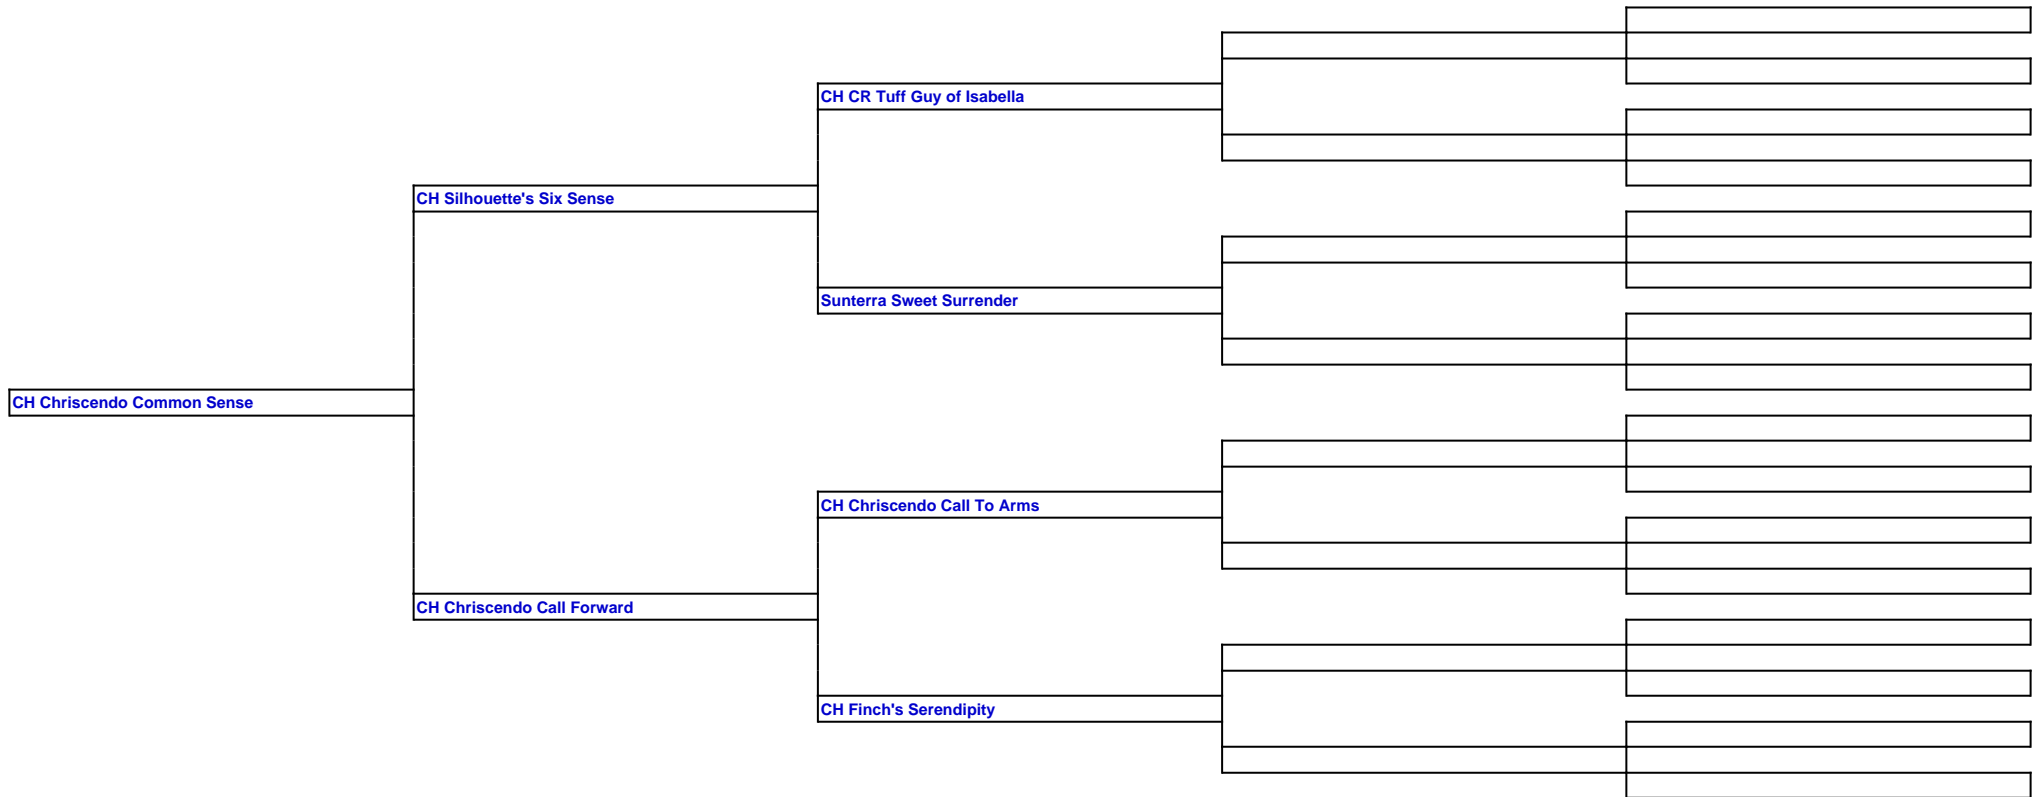 CH CR Tuff Guy of Isabella
CH Silhouette's Six Sense
Sunterra Sweet Surrender
CH Chriscendo Common Sense
CH Chriscendo Call To Arms
CH Chriscendo Call Forward
CH Finch's Serendipity